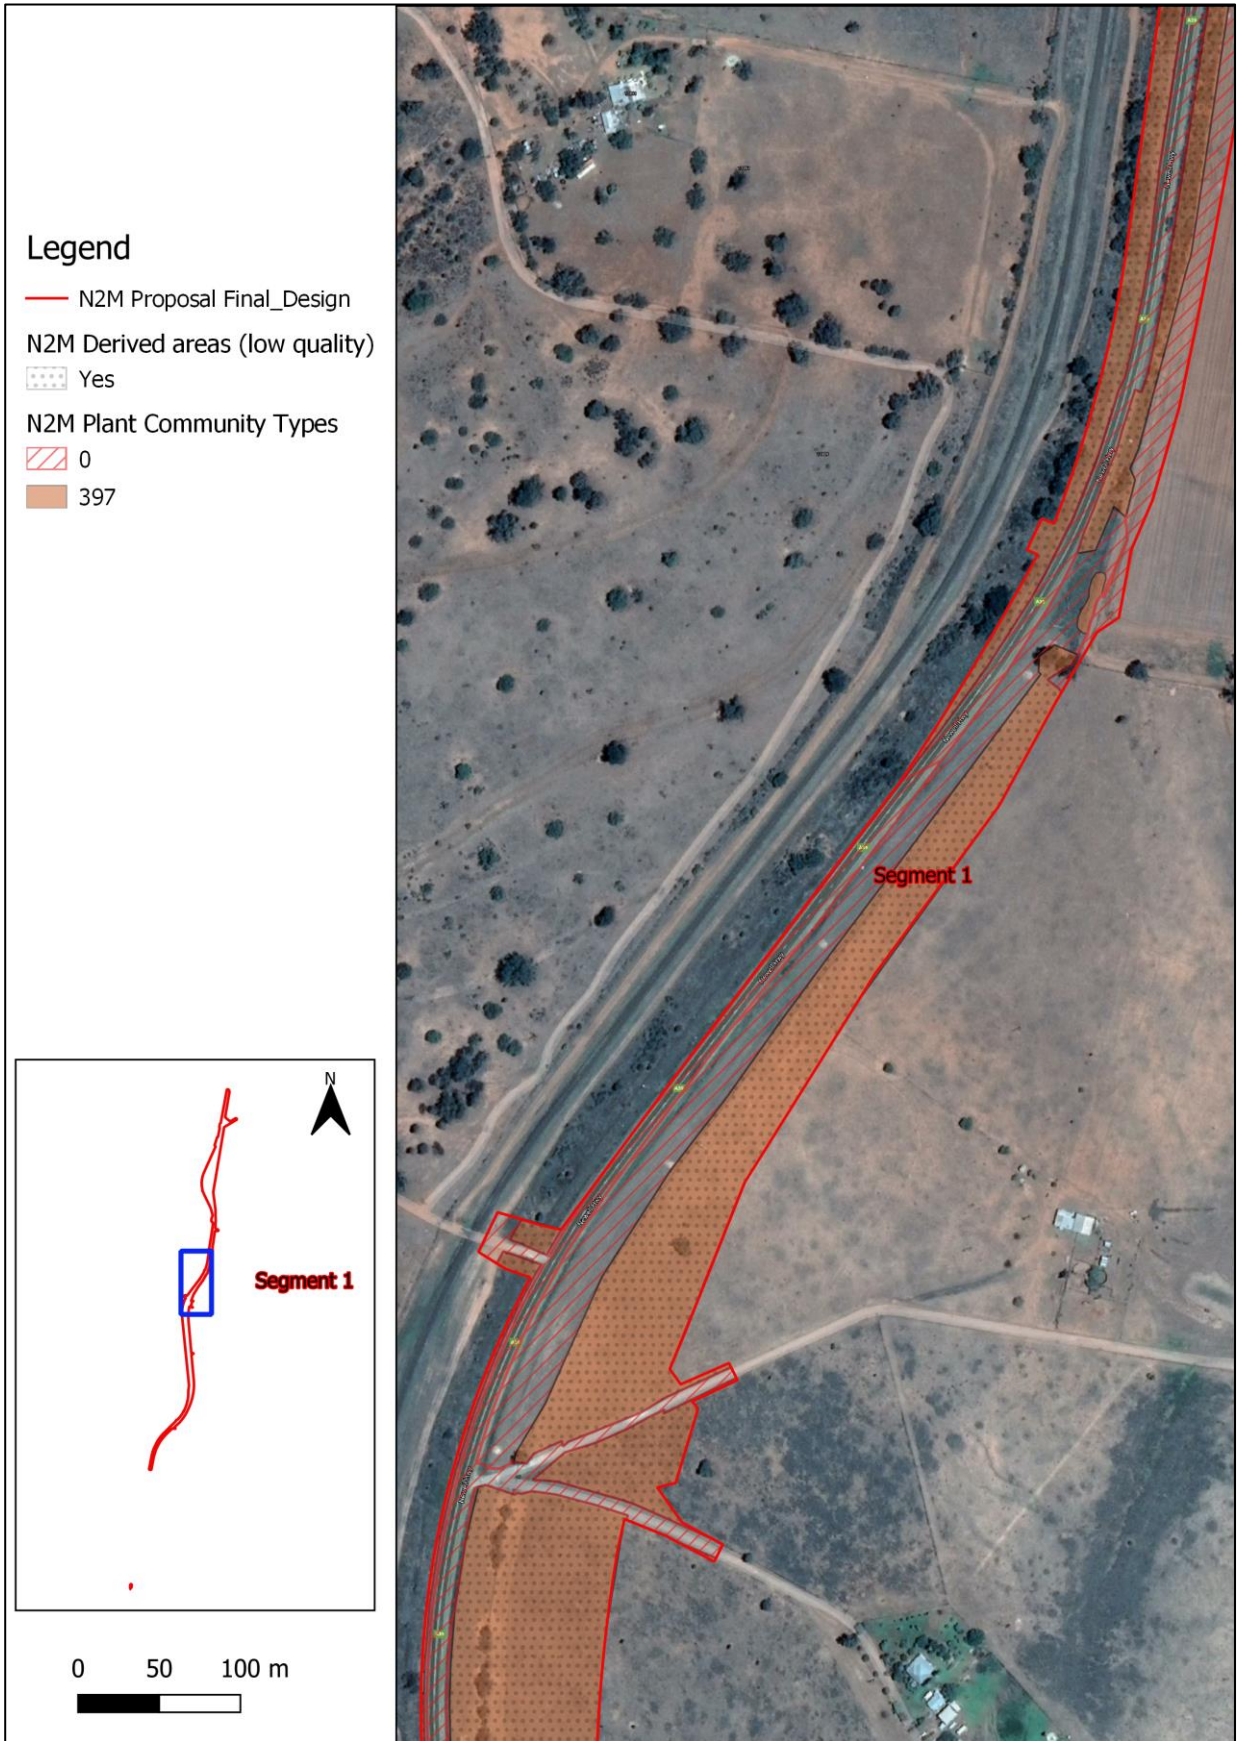 Legend
N2M Proposal Final_Design
N2M Derived areas (low quality)
Yes
N2M Plant Community Types
0
397
Segment 1
N
Segment 1
0 50 100 m